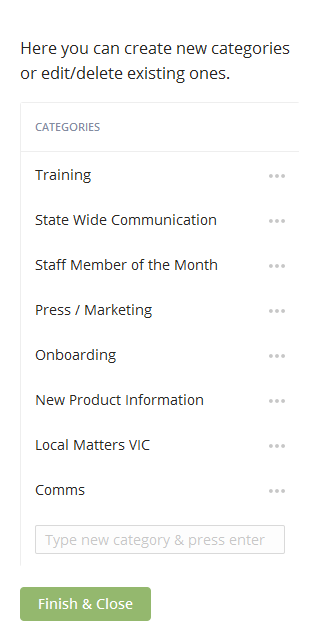 Here you can create new categories
or edit/delete existing ones.
CATEGORIES
Training
State Wide Communication
Staff Member of the Month
Press / Marketing
Onboarding
New Product Information
Local Matters VIC
Comms
Type new category & press enter
Finish & Close